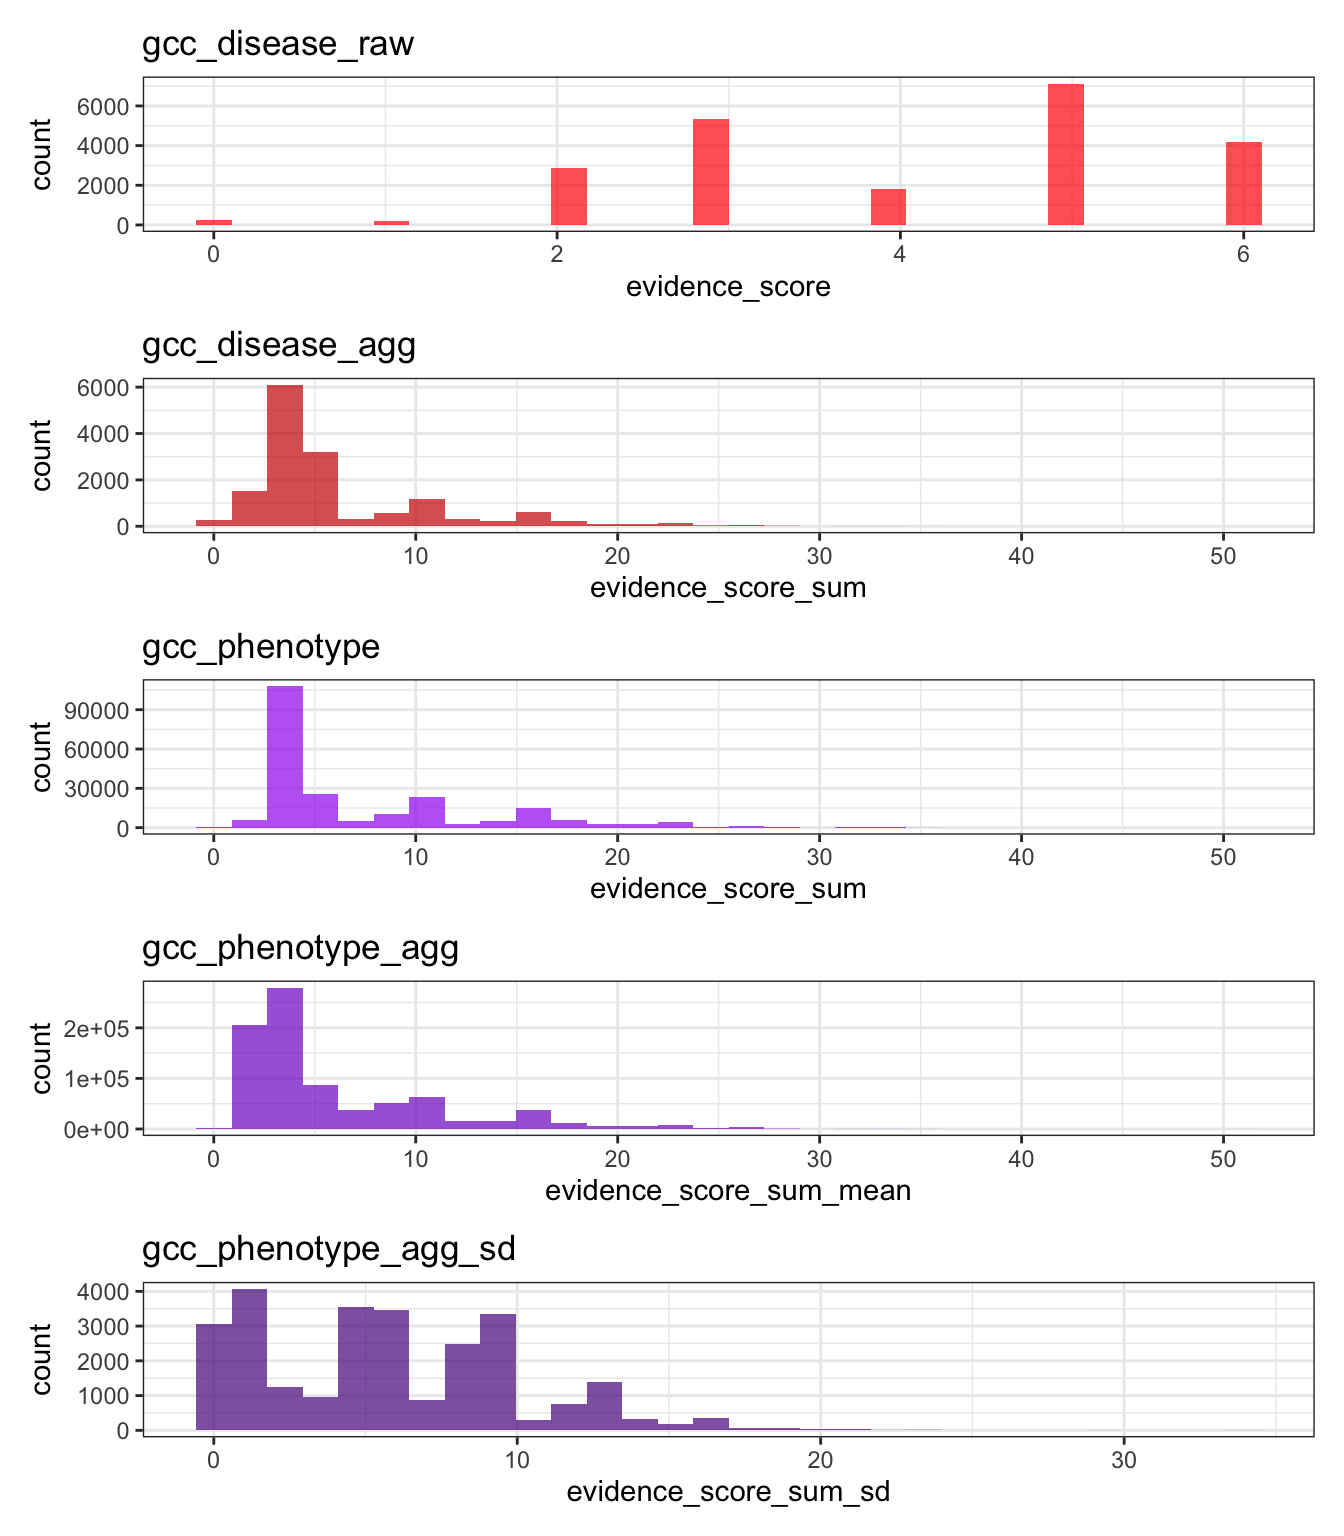 gcc_disease_raw
6000
4000
2000
0
count
0 2 4 6
evidence_score
gcc_disease_agg
6000
4000
2000
0
count
0 10 20 30 40 50
evidence_score_sum
gcc_phenotype
90000
60000
30000
0
count
0 10 20 30 40 50
evidence_score_sum
gcc_phenotype_agg
2e+05
1e+05
0e+00
count
0 10 20 30 40 50
evidence_score_sum_mean
gcc_phenotype_agg_sd
4000
3000
2000
1000
0
count
0 10 20 30
evidence_score_sum_sd